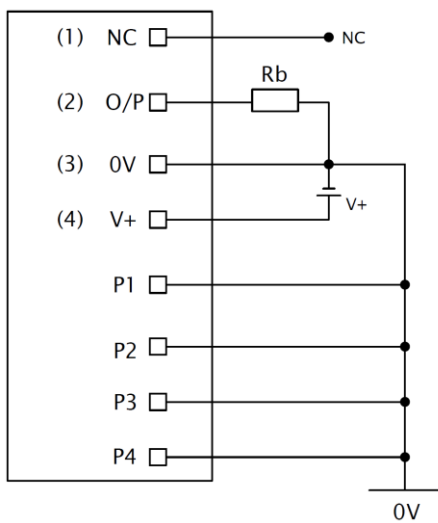 (1) NC NC
Rb
(2) O/P
(3) 0V
V+
(4) V+
P1
P2
P3
P4
0V